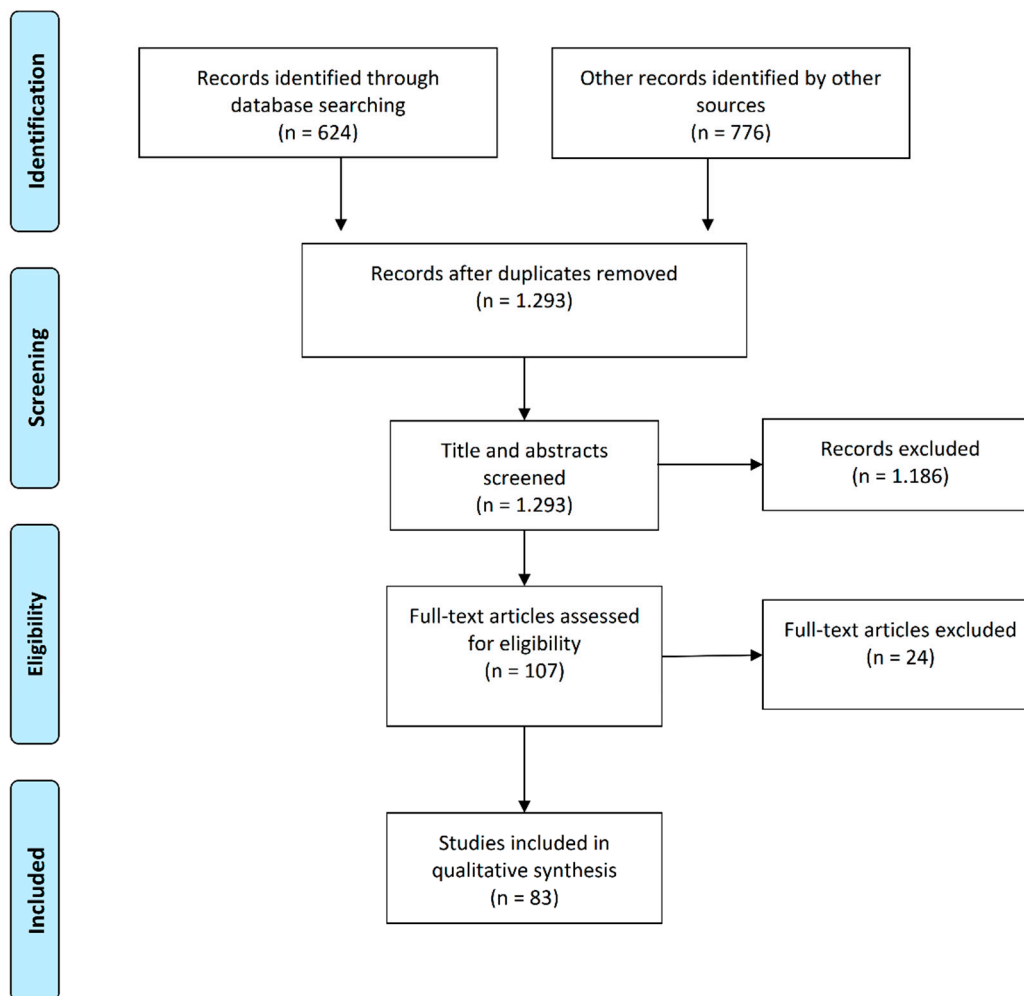 Identification
Records identified through
database searching
(n = 624)
Other records identified by other
sources
(n = 776)
Screening
Records after duplicates removed
(n = 1.293)
Title and abstracts
screened
(n = 1.293)
Records excluded
(n = 1.186)
Eligibility
Full-text articles assessed
for eligibility
(n = 107)
Full-text articles excluded
(n = 24)
Included
Studies included in
qualitative synthesis
(n = 83)